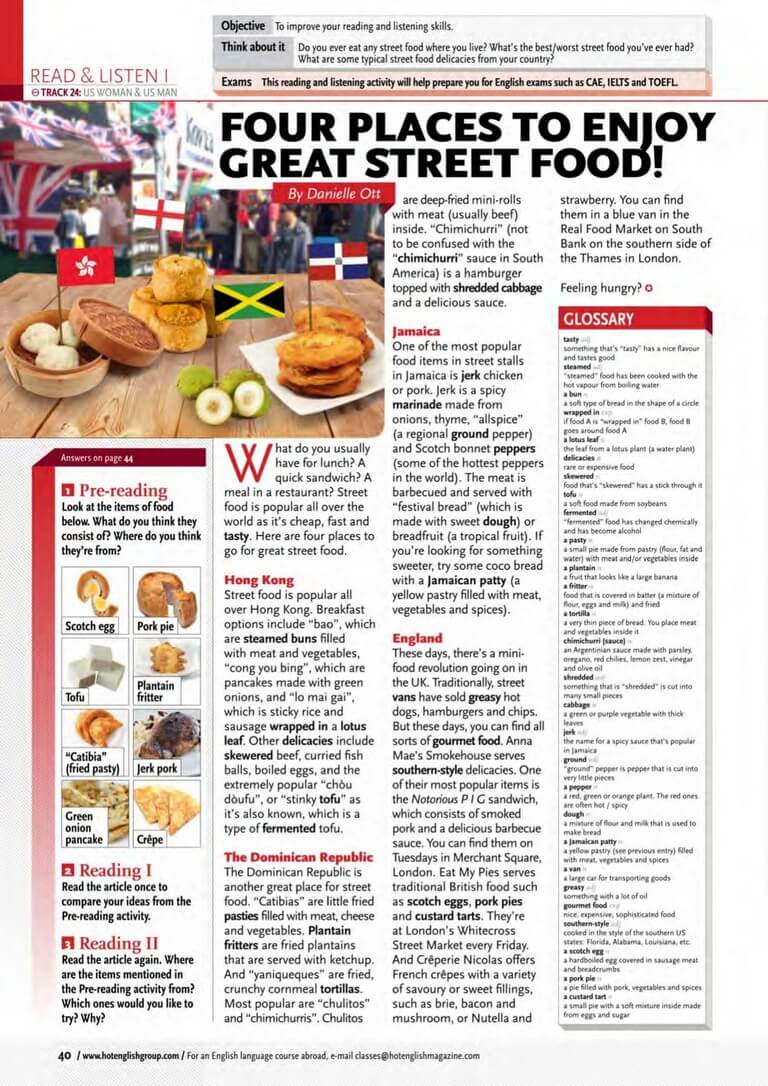 Objective To improve your reading and listening skills.
Think about it Do you ever eat any street food where you live? What's the best/worst street food you've ever had?
What are some typical street food delicacies from your country?
Exams This reading and listening activity will help prepare you for English exams such as CAE, IELTS and TOEFL.
READ & LISTEN I
TRACK 24: US WOMAN & US MAN
FOUR PLACES TO ENJOY
GREAT STREET FOOD!
By Danielle Ott
Answers on page 44
1 Pre-reading
Look at the items of food
below. What do you think they
consist of? Where do you think
they're from?
Scotch egg
Pork pie
Tofu
Plantain
fritter
"Catibia"
(fried pasty)
Jerk pork
Green
onion
pancake
Crêpe
2 Reading I
Read the article once to
compare your ideas from the
Pre-reading activity.
3 Reading II
Read the article again. Where
are the items mentioned in
the Pre-reading activity from?
Which ones would you like to
try? Why?
What do you usually
have for lunch? A
quick sandwich? A
meal in a restaurant? Street
food is popular all over the
world as it's cheap, fast and
tasty. Here are four places to
go for great street food.
Hong Kong
Street food is popular all
over Hong Kong. Breakfast
options include "bao", which
are steamed buns filled
with meat and vegetables,
"cong you bing", which are
pancakes made with green
onions, and "lo mai gai",
which is sticky rice and
sausage wrapped in a lotus
leaf. Other delicacies include
skewered beef, curried fish
balls, boiled eggs, and the
extremely popular "chòu
dòufu", or "stinky tofu" as
it's also known, which is a
type of fermented tofu.
The Dominican Republic
The Dominican Republic is
another great place for street
food. "Catibias" are little fried
pasties filled with meat, cheese
and vegetables. Plantain
fritters are fried plantains
that are served with ketchup.
And "yaniqueques" are fried,
crunchy cornmeal tortillas.
Most popular are "chulitos"
and "chimichurris". Chulitos
are deep-fried mini-rolls
with meat (usually beef)
inside. "Chimichurri" (not
to be confused with the
"chimichurri" sauce in South
America) is a hamburger
topped with shredded cabbage
and a delicious sauce.
Jamaica
One of the most popular
food items in street stalls
in Jamaica is jerk chicken
or pork. Jerk is a spicy
marinade made from
onions, thyme, "allspice"
(a regional ground pepper)
and Scotch bonnet peppers
(some of the hottest peppers
in the world). The meat is
barbecued and served with
"festival bread" (which is
made with sweet dough) or
breadfruit (a tropical fruit). If
you're looking for something
sweeter, try some coco bread
with a Jamaican patty (a
yellow pastry filled with meat,
vegetables and spices).
England
These days, there's a mini-
food revolution going on in
the UK. Traditionally, street
vans have sold greasy hot
dogs, hamburgers and chips.
But these days, you can find all
sorts of gourmet food. Anna
Mae's Smokehouse serves
southern-style delicacies. One
of their most popular items is
the Notorious P I G sandwich,
which consists of smoked
pork and a delicious barbecue
sauce. You can find them on
Tuesdays in Merchant Square,
London. Eat My Pies serves
traditional British food such
as scotch eggs, pork pies
and custard tarts. They're
at London's Whitecross
Street Market every Friday.
And Crêperie Nicolas offers
French crêpes with a variety
of savoury or sweet fillings,
such as brie, bacon and
mushroom, or Nutella and
strawberry. You can find
them in a blue van in the
Real Food Market on South
Bank on the southern side of
the Thames in London.
Feeling hungry?
GLOSSARY
tasty adj
something that's "tasty" has a nice flavour
and tastes good
steamed adj
"steamed" food has been cooked with the
hot vapour from boiling water
a bun n
a soft type of bread in the shape of a circle
wrapped in exp
if food A is "wrapped in" food B, food B
goes around food A
a lotus leaf n
the leaf from a lotus plant (a water plant)
delicacies n
rare or expensive food
skewered adj
food that's "skewered" has a stick through it
tofu n
a soft food made from soybeans
fermented adj
"fermented" food has changed chemically
and has become alcohol
a pasty n
a small pie made from pastry (flour, fat and
water) with meat and/or vegetables inside
a plantain n
a fruit that looks like a large banana
a fritter n
food that is covered in batter (a mixture of
flour, eggs and milk) and fried
a tortilla n
a very thin piece of bread. You place meat
and vegetables inside it
chimichurri (sauce) n
an Argentinian sauce made with parsley,
oregano, red chilies, lemon zest, vinegar
and olive oil
shredded adj
something that is "shredded" is cut into
many small pieces
cabbage n
a green or purple vegetable with thick
leaves
jerk adj
the name for a spicy sauce that's popular
in Jamaica
ground adj
"ground" pepper is pepper that is cut into
very little pieces
a pepper n
a red, green or orange plant. The red ones
are often hot / spicy
dough n
a mixture of flour and milk that is used to
make bread
a Jamaican patty n
a yellow pastry (see previous entry) filled
with meat, vegetables and spices
a van n
a large car for transporting goods
greasy adj
something with a lot of oil
gourmet food exp
nice, expensive, sophisticated food
southern-style adj
cooked in the style of the southern US
states: Florida, Alabama, Louisiana, etc.
a scotch egg n
a hardboiled egg covered in sausage meat
and breadcrumbs
a pork pie n
a pie filled with pork, vegetables and spices
a custard tart n
a small pie with a soft mixture inside made
from eggs and sugar
40 / www.hotenglishgroup.com / For an English language course abroad, e-mail classes@hotenglishmagazine.com